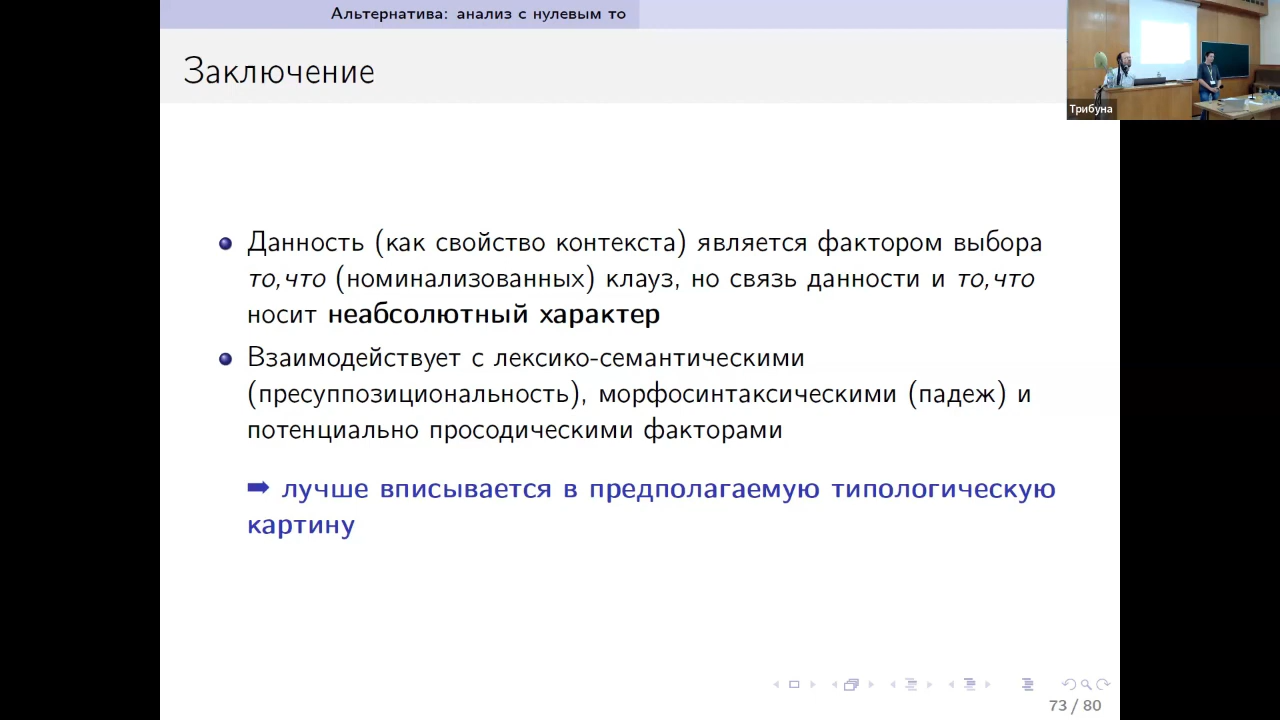 Альтернатива: анализ с нулевым то
Заключение
Трибуна
Данность (как свойство контекста) является фактором выбора
то,что (номинализованных) клауз, но связь данности и то,что
носит неабсолютный характер
Взаимодействует с лексико-семантическими
(пресуппозициональность), морфосинтаксическими (падеж) и
потенциально просодическими факторами
➡ лучше вписывается в предполагаемую типологическую
картину
73 / 80